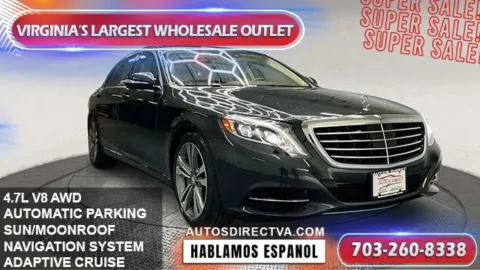 VIRGINIA'S LARGEST WHOLESALE OUTLET
SUPER SALE!
SUPER SALE!
SUPER SALE!
4.7L V8 AWD
AUTOMATIC PARKING
SUN/MOONROOF
NAVIGATION SYSTEM
ADAPTIVE CRUISE
AUTOSDIRECTVA.COM
HABLAMOS ESPANOL
703-260-8338